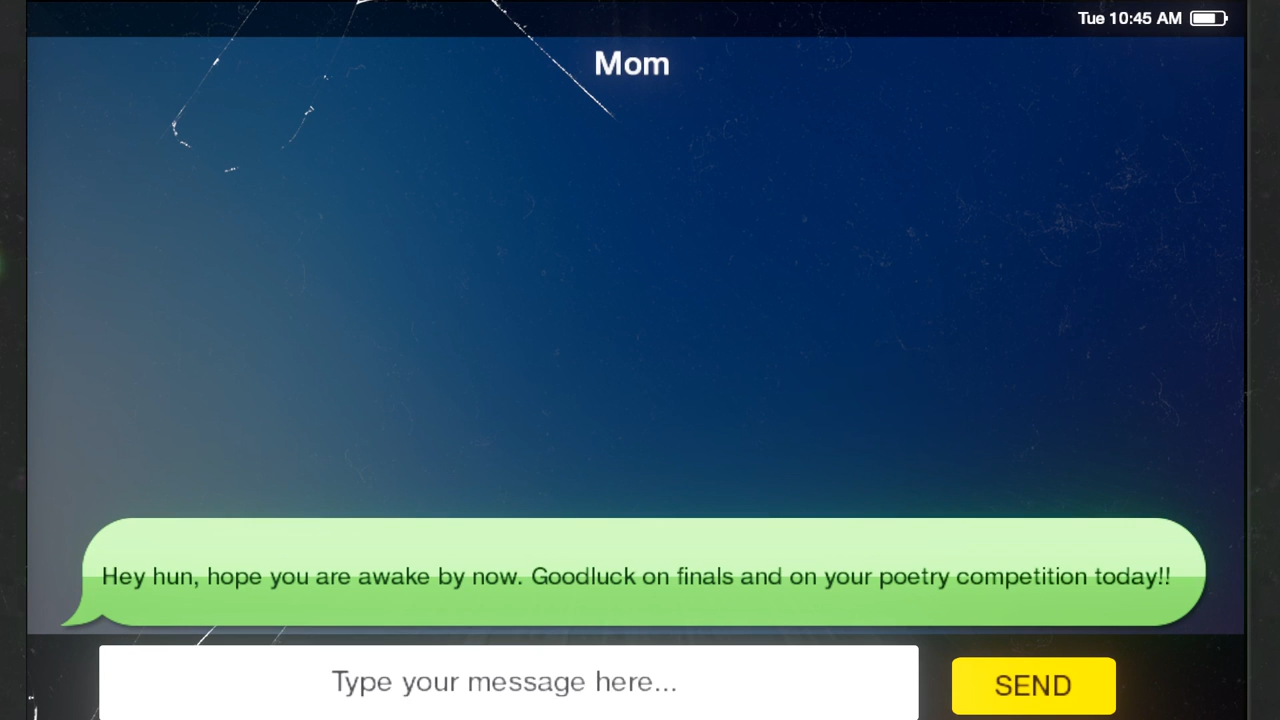 Tue 10:45 AM
Mom
Hey hun, hope you are awake by now. Goodluck on finals and on your poetry competition today!!
Type your message here...
SEND